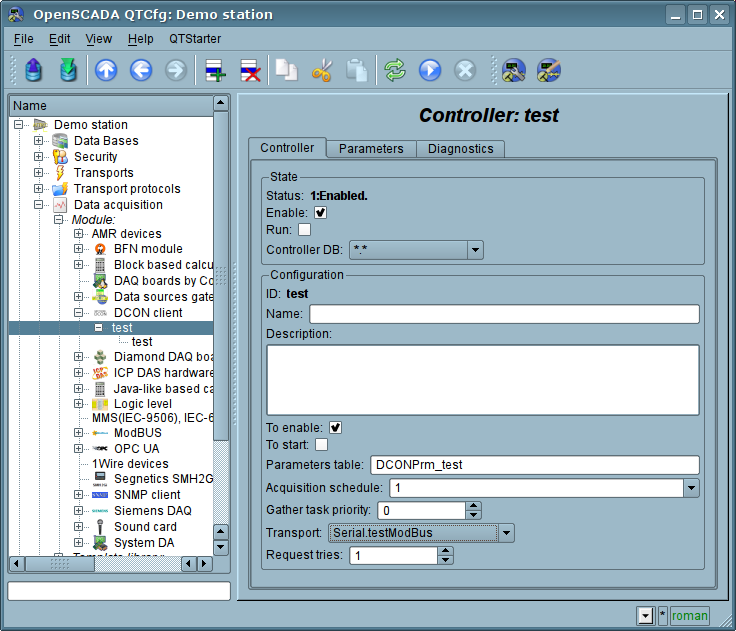 OpenSCADA QTCfg: Demo station
File Edit View Help QTStarter
Name
Demo station
Data Bases
Security
Transports
Transport protocols
Data acquisition
Module:
AMR devices
BFN module
Block based calcu
DAQ boards by Co
Data sources gate
DCON client
test
test
Diamond DAQ boa
ICP DAS hardware
Java-like based ca
Logic level
MMS(IEC-9506), IEC-6
ModBUS
OPC UA
1Wire devices
Segnetics SMH2G
SNMP client
Siemens DAQ
Sound card
System DA
Controller: test
Controller Parameters Diagnostics
State
Status: 1:Enabled.
Enable:
Run:
Controller DB: *.*
Configuration
ID: test
Name:
Description:
To enable:
To start:
Parameters table: DCONPrm_test
Acquisition schedule: 1
Gather task priority: 0
Transport: Serial.testModBus
Request tries: 1
* roman